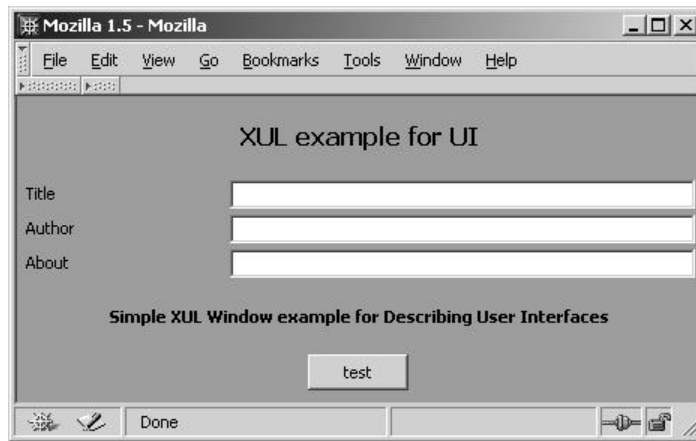 Mozilla 1.5 - Mozilla
File Edit View Go Bookmarks Tools Window Help
XUL example for UI
Title
Author
About
Simple XUL Window example for Describing User Interfaces
test
Done